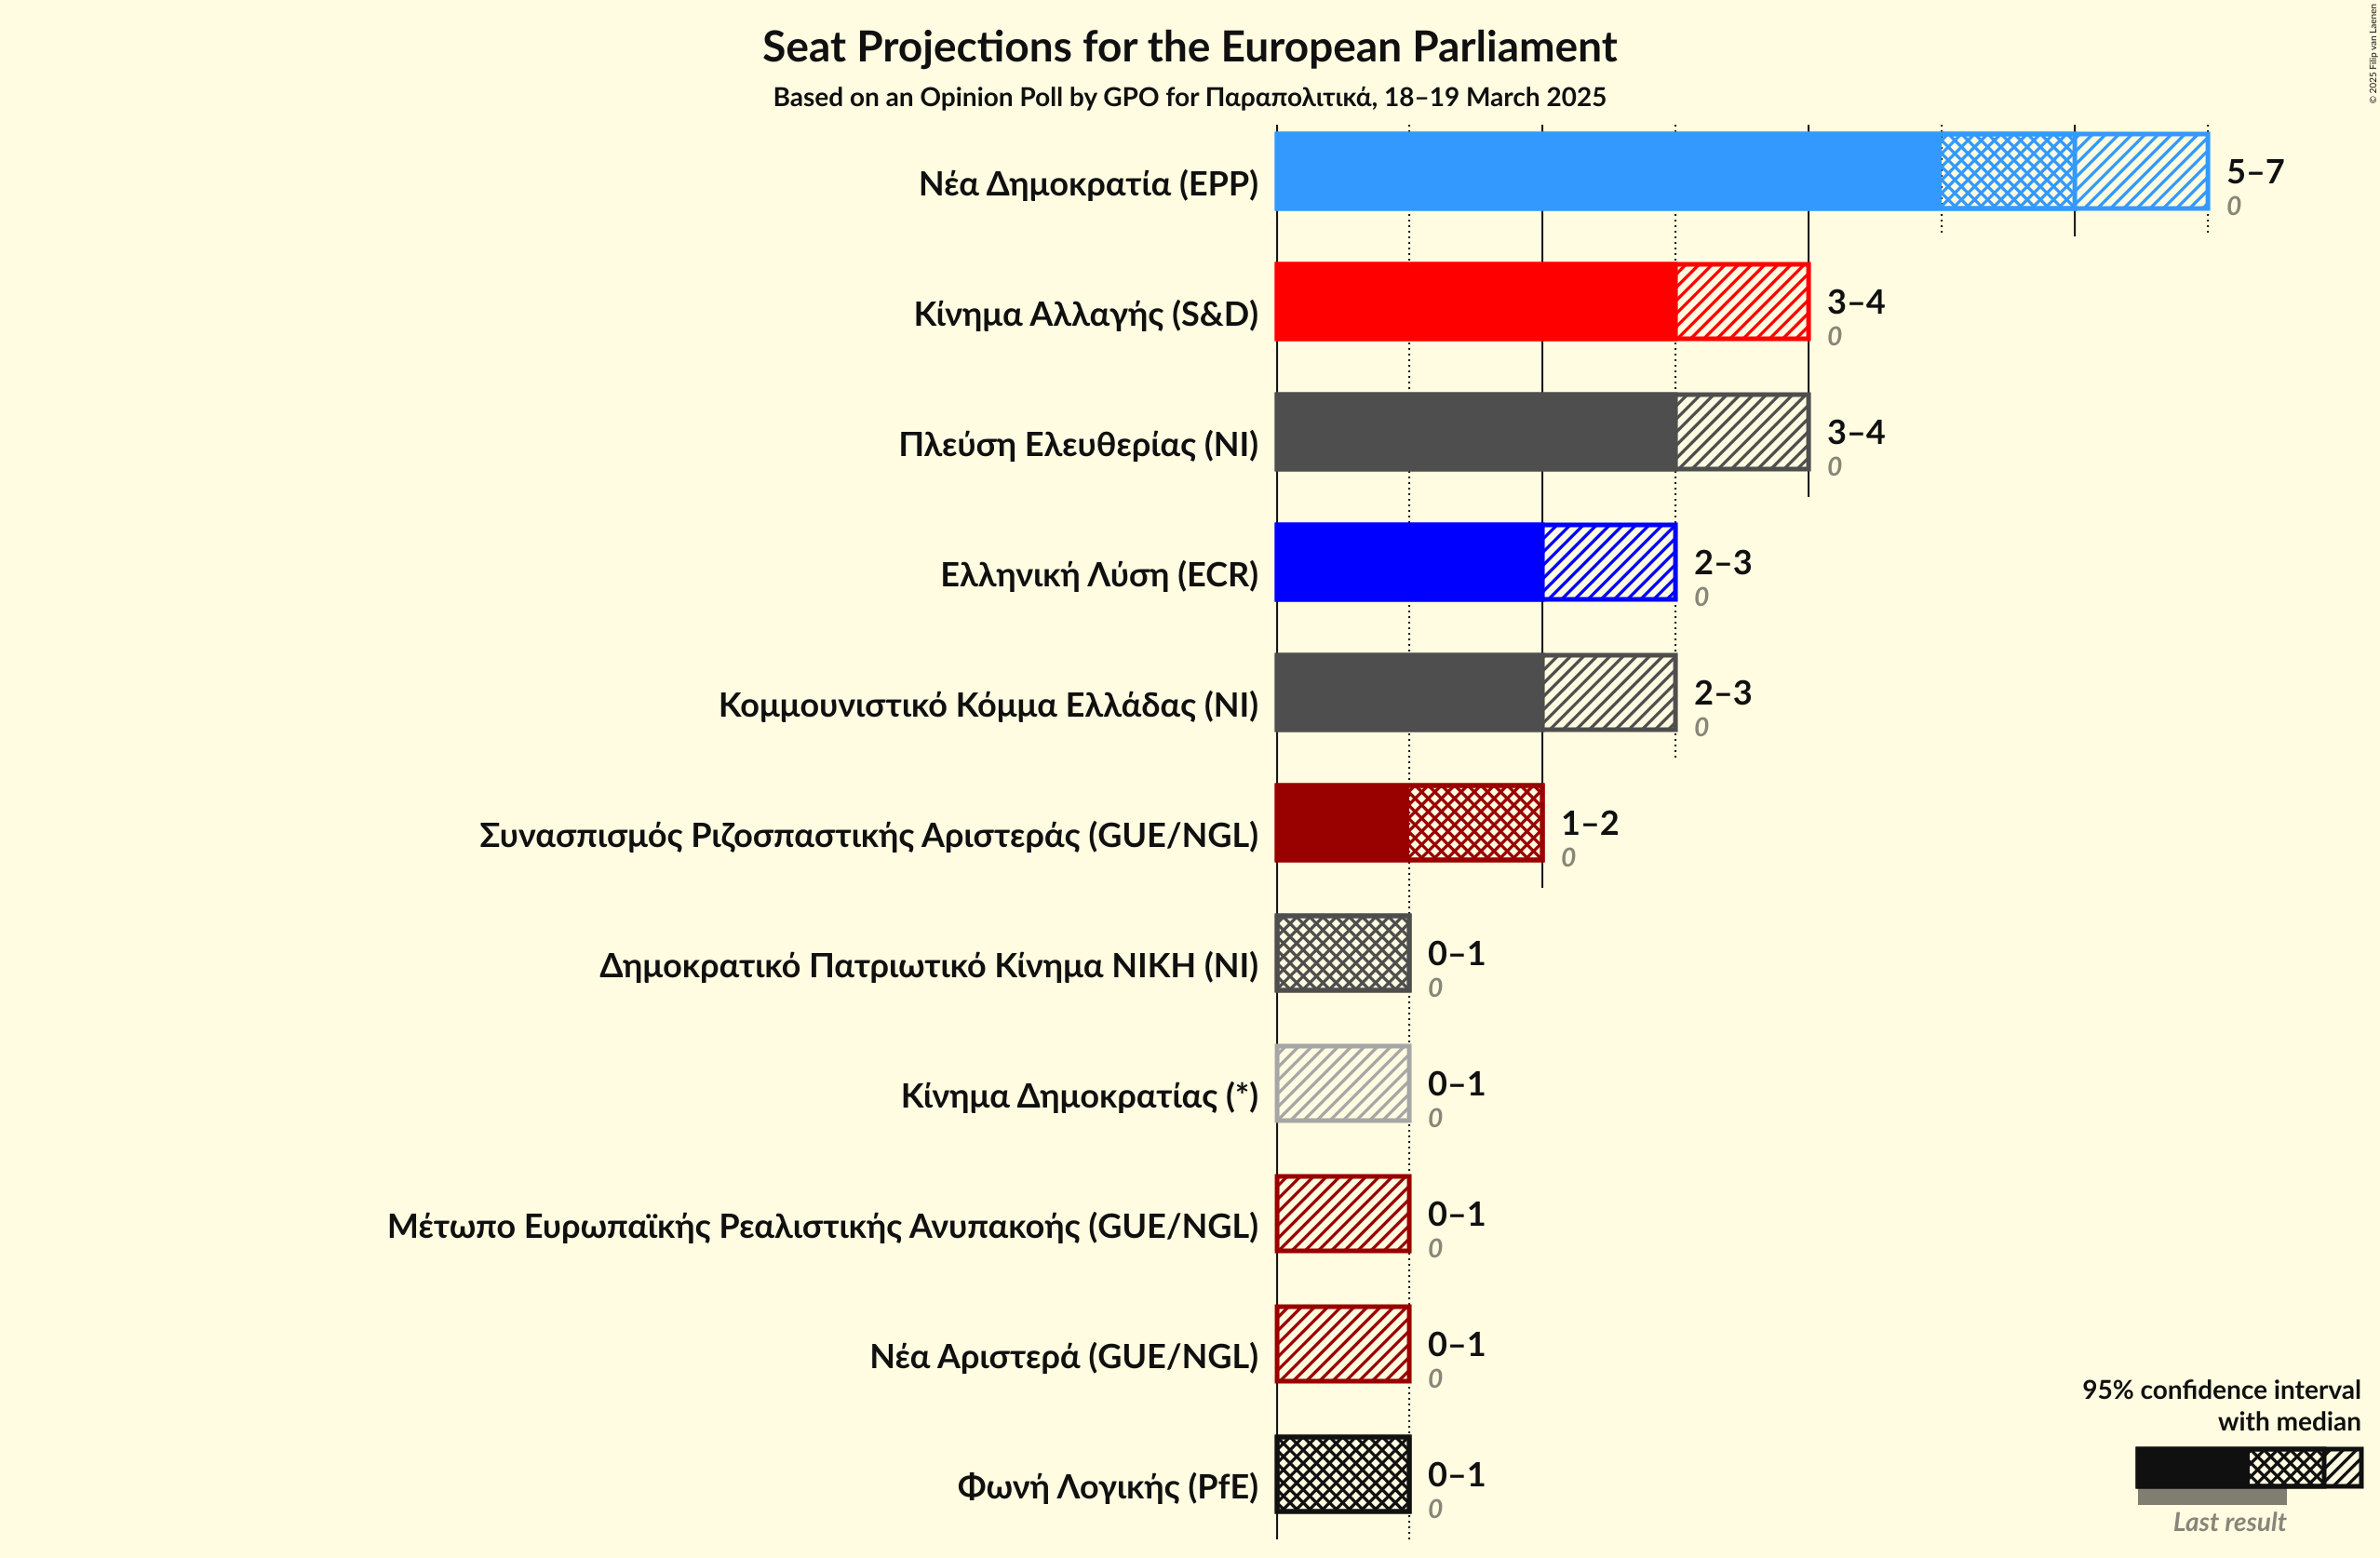 Seat Projections for the European Parliament
Based on an Opinion Poll by GPO for Παραπολιτικά, 18–19 March 2025
© 2025 Filip van Laenen
Νέα Δημοκρατία (EPP)
5–7
0
Κίνημα Αλλαγής (S&D)
3–4
0
Πλεύση Ελευθερίας (NI)
3–4
0
Ελληνική Λύση (ECR)
2–3
0
Κομμουνιστικό Κόμμα Ελλάδας (NI)
2–3
0
Συνασπισμός Ριζοσπαστικής Αριστεράς (GUE/NGL)
1–2
0
Δημοκρατικό Πατριωτικό Κίνημα ΝΙΚΗ (NI)
0–1
0
Κίνημα Δημοκρατίας (*)
0–1
0
Μέτωπο Ευρωπαϊκής Ρεαλιστικής Ανυπακοής (GUE/NGL)
0–1
0
Νέα Αριστερά (GUE/NGL)
0–1
0
Φωνή Λογικής (PfE)
0–1
0
95% confidence interval
with median
Last result